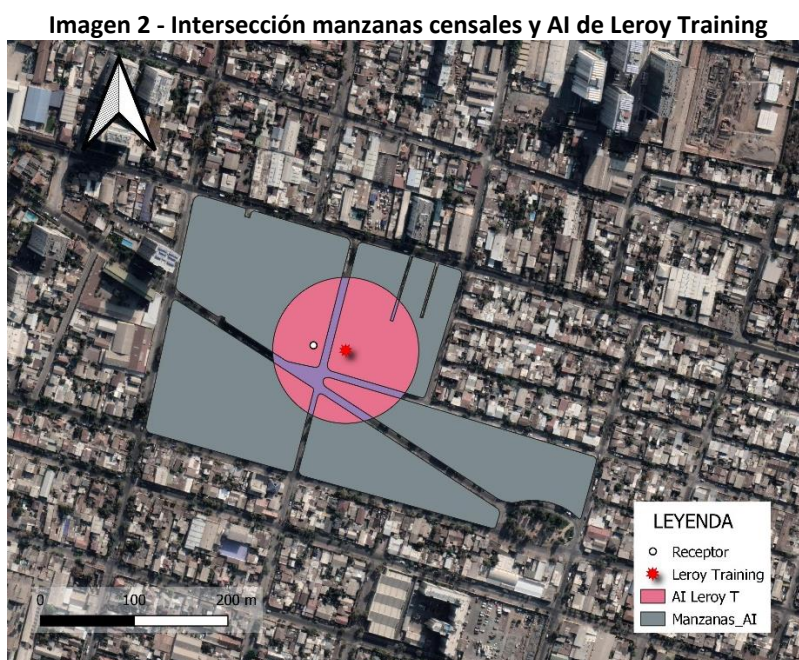 Imagen 2 - Intersección manzanas censales y AI de Leroy Training
LEYENDA
Receptor
Leroy Training
AI Leroy T
Manzanas_AI
0 100 200 m